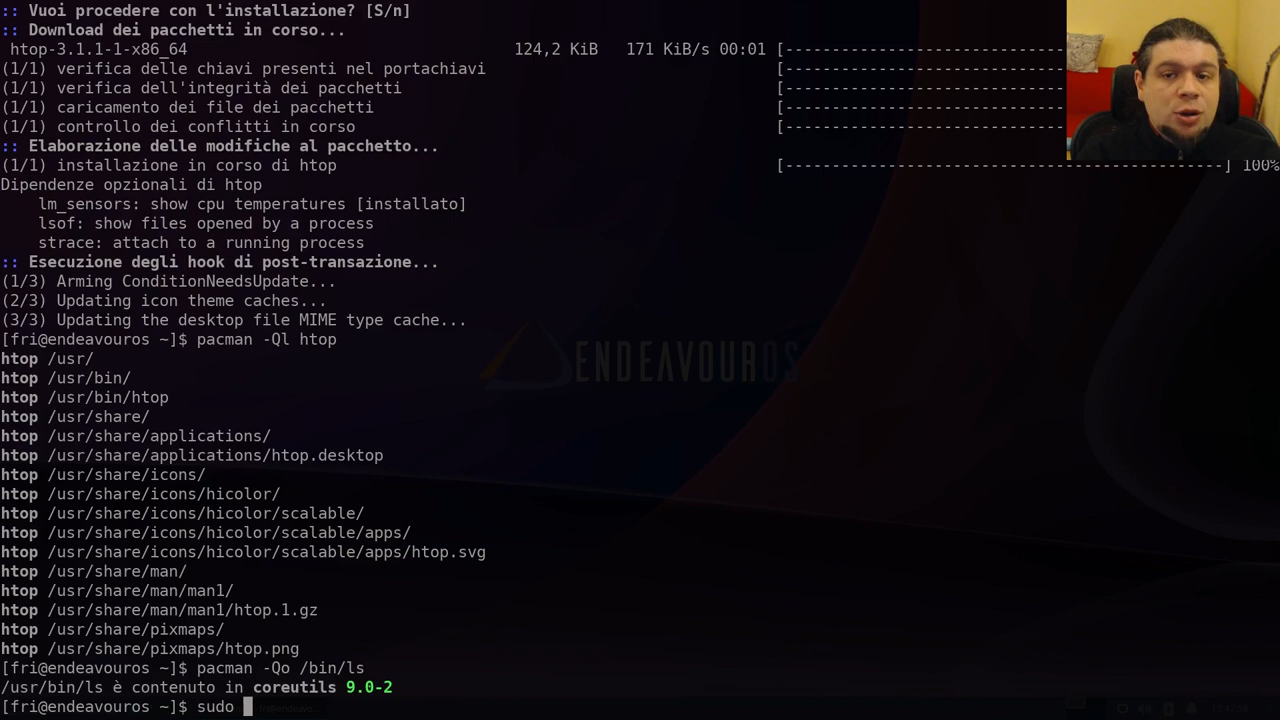 :: Vuoi procedere con l'installazione? [S/n]
:: Download dei pacchetti in corso...
 htop-3.1.1-1-x86_64 124,2 KiB 171 KiB/s 00:01 [------------------------------
(1/1) verifica delle chiavi presenti nel portachiavi [------------------------------
(1/1) verifica dell'integrità dei pacchetti [------------------------------
(1/1) caricamento dei file dei pacchetti [------------------------------
(1/1) controllo dei conflitti in corso [------------------------------
:: Elaborazione delle modifiche al pacchetto...
(1/1) installazione in corso di htop [-----------------------------------------------] 100%
Dipendenze opzionali di htop
    lm_sensors: show cpu temperatures [installato]
    lsof: show files opened by a process
    strace: attach to a running process
:: Esecuzione degli hook di post-transazione...
(1/3) Arming ConditionNeedsUpdate...
(2/3) Updating icon theme caches...
(3/3) Updating the desktop file MIME type cache...
[fri@endeavouros ~]$ pacman -Ql htop
htop /usr/
htop /usr/bin/
ENDEAVOUROS
htop /usr/bin/htop
htop /usr/share/
htop /usr/share/applications/
htop /usr/share/applications/htop.desktop
htop /usr/share/icons/
htop /usr/share/icons/hicolor/
htop /usr/share/icons/hicolor/scalable/
htop /usr/share/icons/hicolor/scalable/apps/
htop /usr/share/icons/hicolor/scalable/apps/htop.svg
htop /usr/share/man/
htop /usr/share/man/man1/
htop /usr/share/man/man1/htop.1.gz
htop /usr/share/pixmaps/
htop /usr/share/pixmaps/htop.png
[fri@endeavouros ~]$ pacman -Qo /bin/ls
/usr/bin/ls è contenuto in coreutils 9.0-2
[fri@endeavouros ~]$ sudo